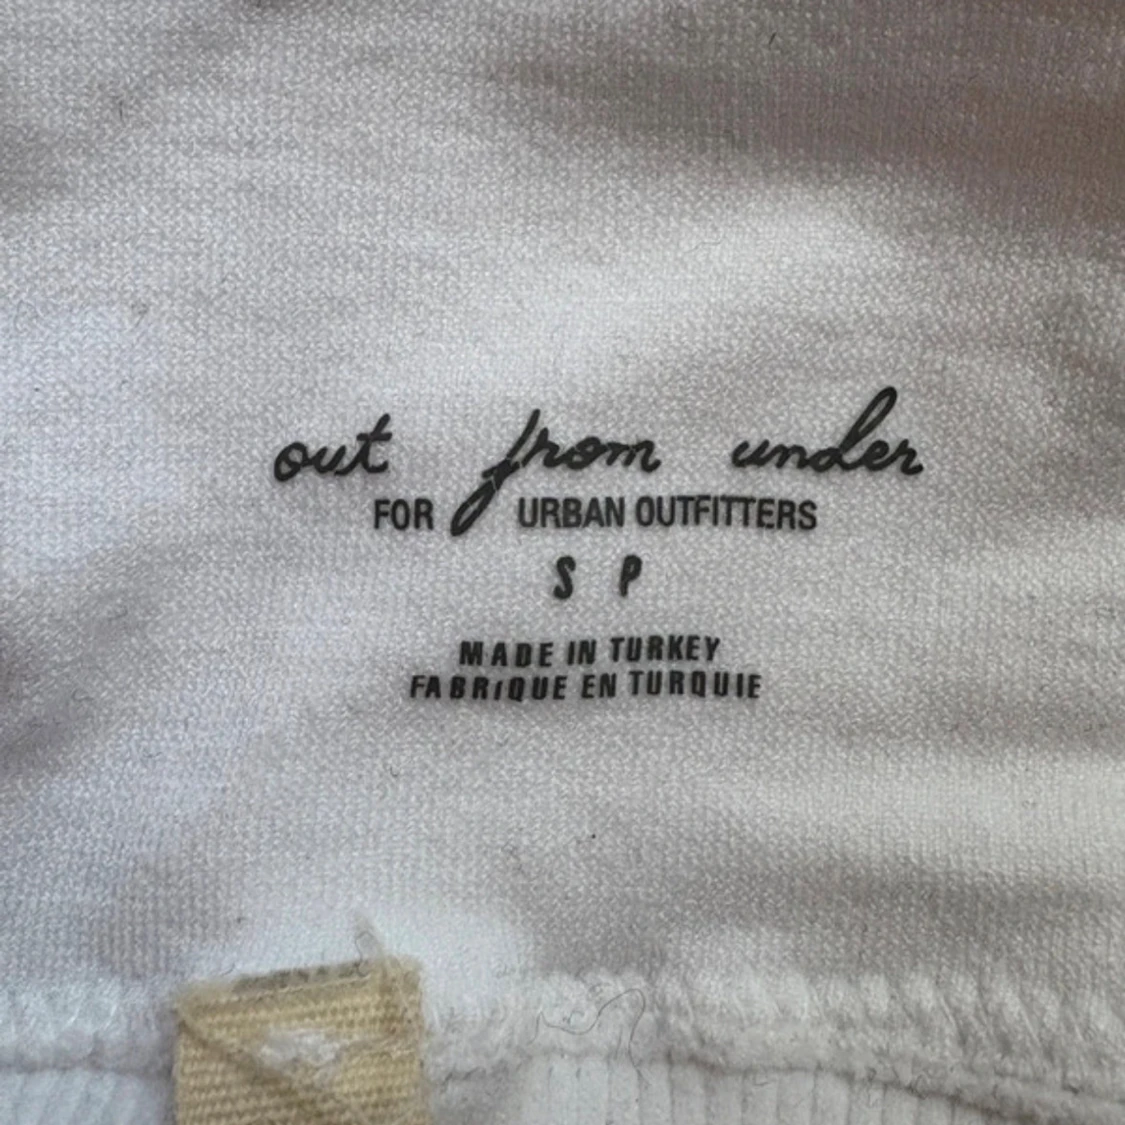 out from under
FOR URBAN OUTFITTERS
S P
MADE IN TURKEY
FABRIQUE EN TURQUIE